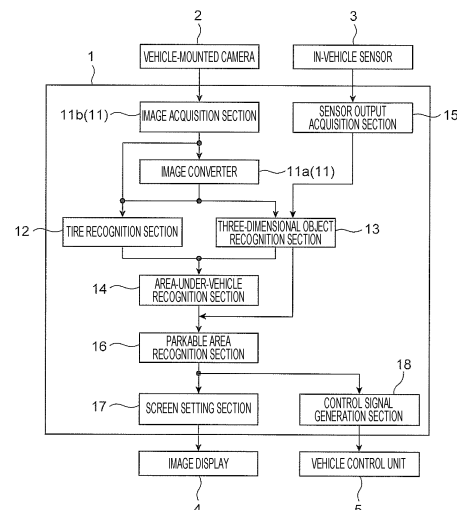 2
3
1
VEHICLE-MOUNTED CAMERA
IN-VEHICLE SENSOR
11b(11)
IMAGE ACQUISITION SECTION
SENSOR OUTPUT
ACQUISITION SECTION
15
IMAGE CONVERTER
11a(11)
12
TIRE RECOGNITION SECTION
THREE-DIMENSIONAL OBJECT
RECOGNITION SECTION
13
14
AREA-UNDER-VEHICLE
RECOGNITION SECTION
16
PARKABLE AREA
RECOGNITION SECTION
18
17
SCREEN SETTING SECTION
CONTROL SIGNAL
GENERATION SECTION
IMAGE DISPLAY
VEHICLE CONTROL UNIT
4
5